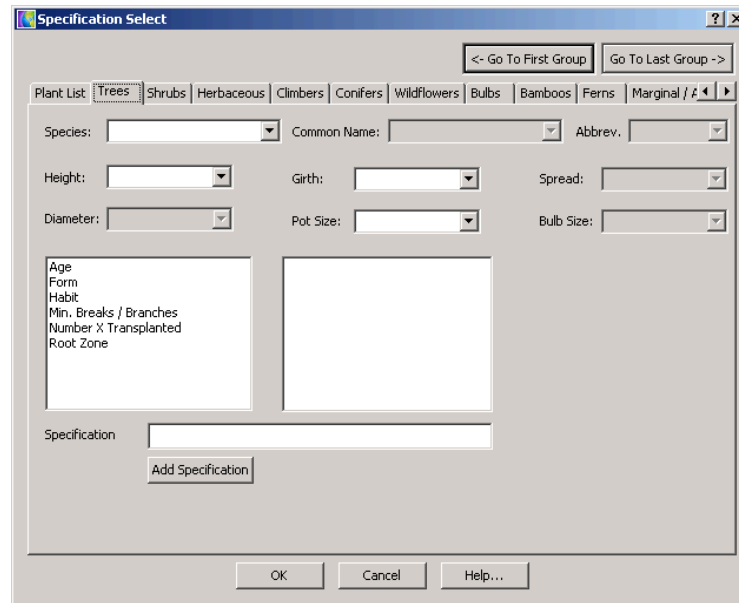 Specification Select
<- Go To First Group Go To Last Group ->
Plant List Trees Shrubs Herbaceous Climbers Conifers Wildflowers Bulbs Bamboos Ferns Marginal /
Species: Common Name: Abbrev.
Height: Girth: Spread:
Diameter: Pot Size: Bulb Size:
Age
Form
Habit
Min. Breaks / Branches
Number X Transplanted
Root Zone
Specification
Add Specification
OK Cancel Help...